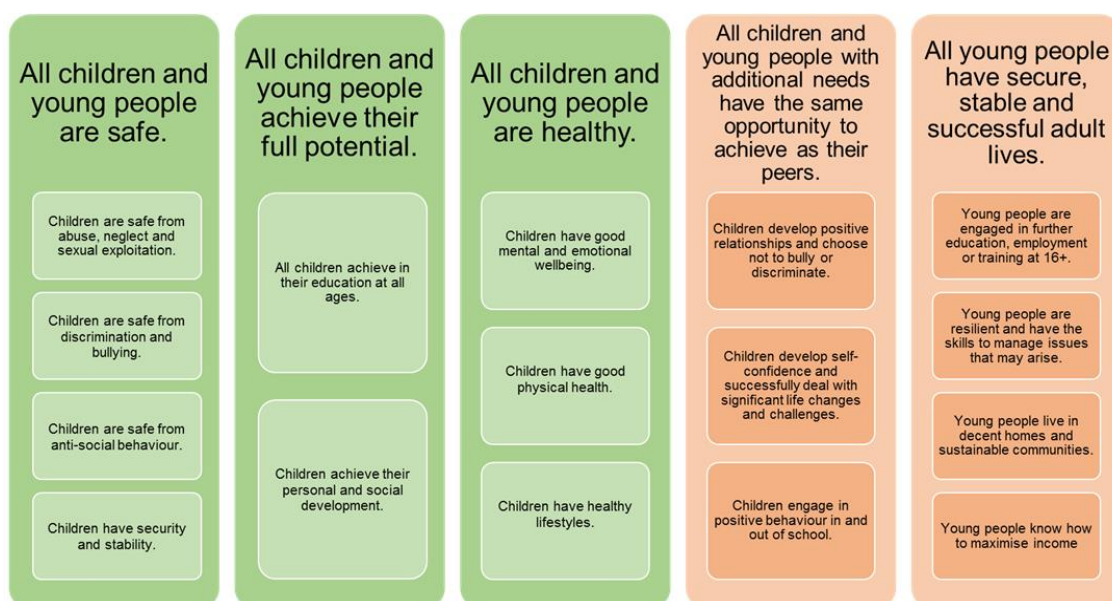 All children and
young people
are safe.
Children are safe from
abuse, neglect and
sexual exploitation.
Children are safe from
discrimination and
bullying.
Children are safe from
anti-social behaviour.
Children have security
and stability.
All children and
young people
achieve their
full potential.
All children achieve in
their education at all
ages.
Children achieve their
personal and social
development.
All children and
young people
are healthy.
Children have good
mental and emotional
wellbeing.
Children have good
physical health.
Children have healthy
lifestyles.
All children and
young people with
additional needs
have the same
opportunity to
achieve as their
peers.
Children develop positive
relationships and choose
not to bully or
discriminate.
Children develop self-
confidence and
successfully deal with
significant life changes
and challenges.
Children engage in
positive behaviour in and
out of school.
All young people
have secure,
stable and
successful adult
lives.
Young people are
engaged in further
education, employment
or training at 16+.
Young people are
resilient and have the
skills to manage issues
that may arise.
Young people live in
decent homes and
sustainable communities.
Young people know how
to maximise income